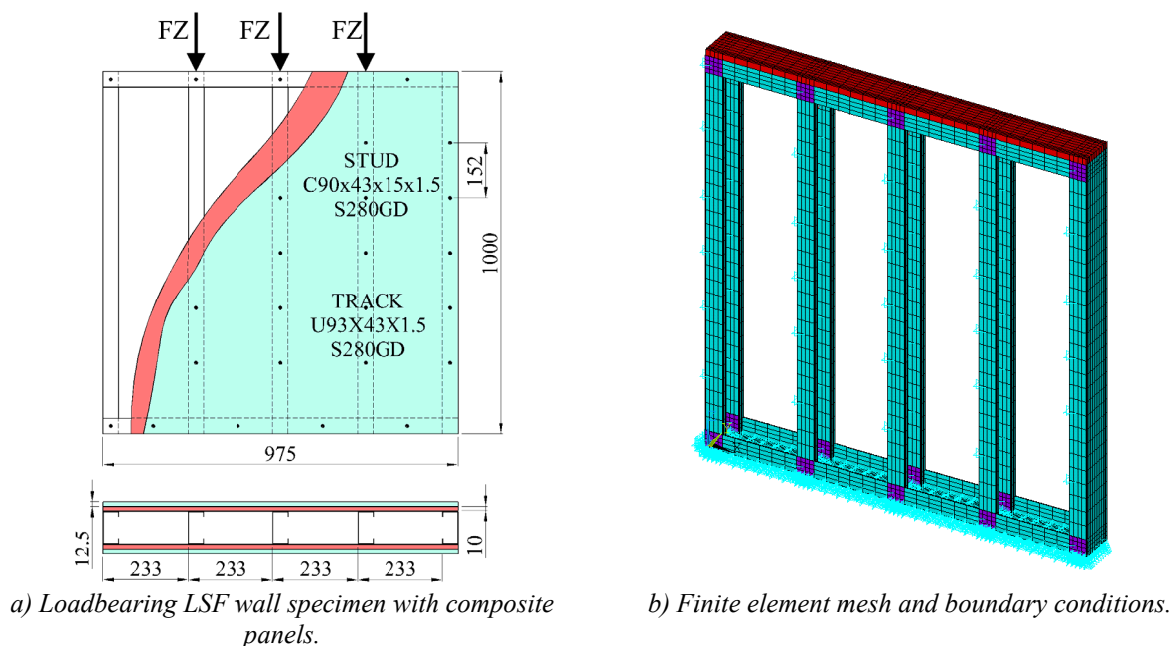 FZ FZ FZ
STUD
C90x43x15x1.5
S280GD
152
1000
TRACK
U93X43X1.5
S280GD
975
12.5
10
233 233 233 233
a) Loadbearing LSF wall specimen with composite
panels.
b) Finite element mesh and boundary conditions.